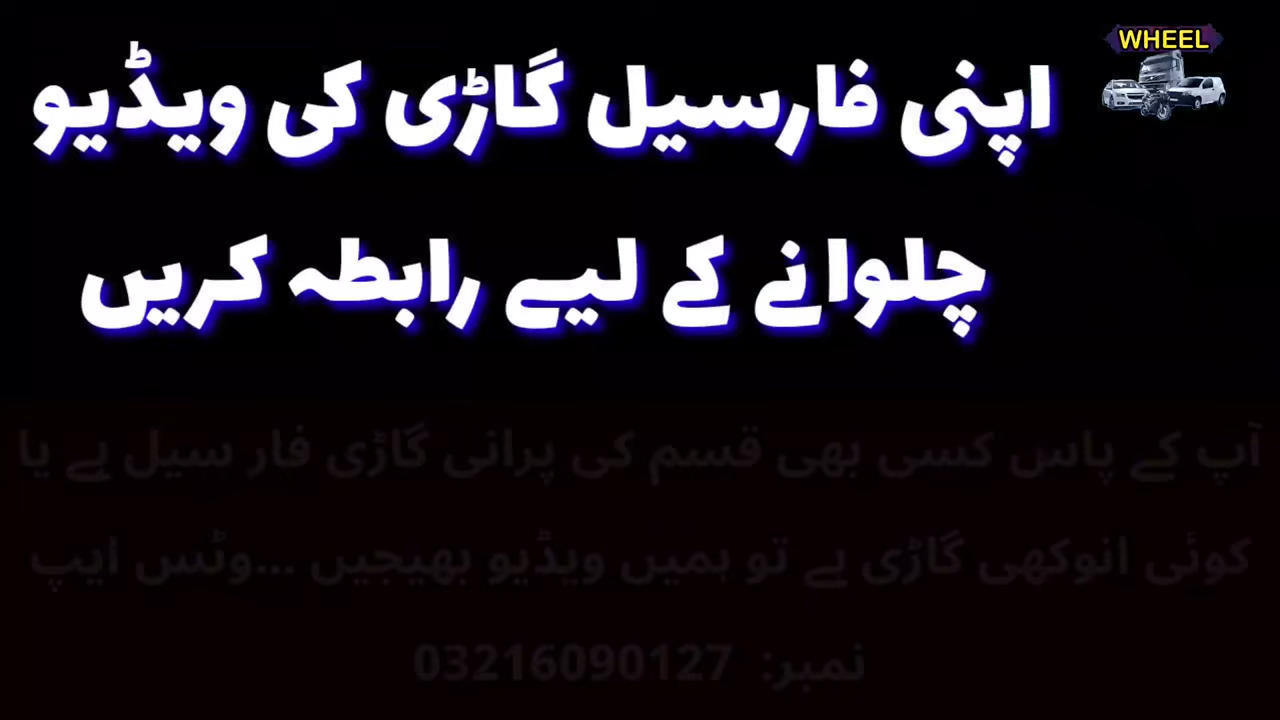 WHEEL
اپنی فارسیل گاڑی کی ویڈیو
چلوانے کے لیے رابطہ کریں
آپ کے پاس کسی بھی قسم کی پرانی گاڑی فار سیل ہے یا
کوئی انوکھی گاڑی ہے تو ہمیں ویڈیو بھیجیں ...وٹس ایپ
نمبر: 03216090127